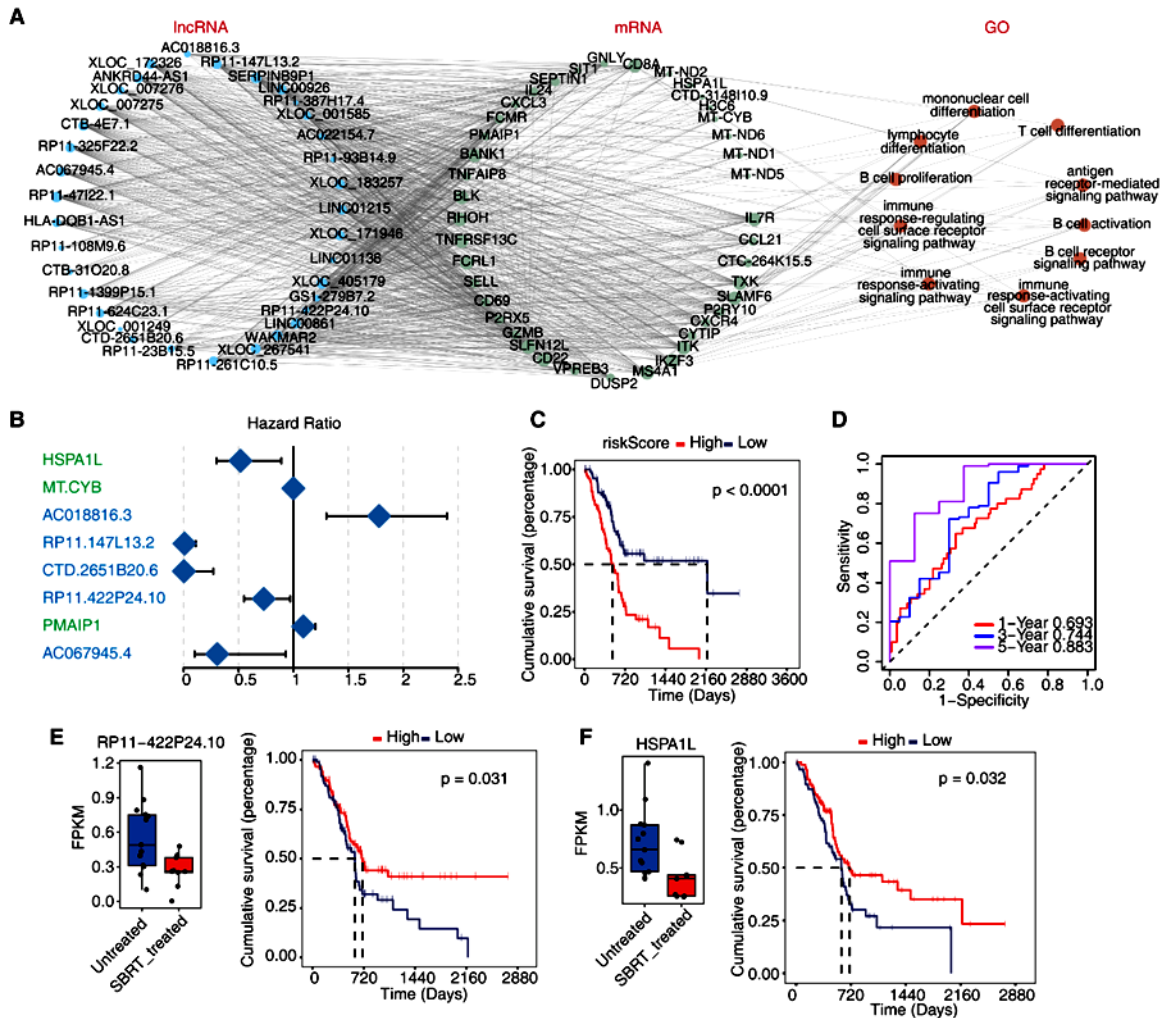 A
lncRNA
mRNA
GO
AC018816.3
XLOC_172326
RP11-147L13.2
ANKRD44-AS1
SERPINB9P1
XLOC_007276
LINC00926
XLOC_007275
RP11-387H17.4
XLOC_001585
CTB-4E7.1
AC022154.7
RP11-325F22.2
RP11-93B14.9
AC067945.4
XLOC_183257
RP11-47I22.1
LINC01215
HLA-DQB1-AS1
XLOC_171946
RP11-108M9.6
LINC01138
CTB-31O20.8
XLOC_405179
RP11-1399P15.1
GS1-279B7.2
RP11-624C23.1
RP11-422P24.10
XLOC_001249
LINC00861
CTD-2651B20.6
WAKMAR2
RP11-23B15.5
XLOC_267541
RP11-261C10.5
GNLY
CD8A
SIT1
MT-ND2
SEPTIN1
HSPA1L
IL24
CTD-3148I10.9
CXCL3
H3C6
FCMR
MT-CYB
PMAIP1
MT-ND6
BANK1
MT-ND1
TNFAIP8
MT-ND5
BLK
RHOH
IL7R
TNFRSF13C
CCL21
FCRL1
CTC-264K15.5
SELL
TXK
CD69
SLAMF6
P2RX5
P2RY10
GZMB
CXCR4
SLFN12L
CYTIP
CD22
ITK
VPREB3
IKZF3
DUSP2
MS4A1
mononuclear cell
differentiation
T cell differentiation
lymphocyte
differentiation
B cell proliferation
antigen
receptor-mediated
signaling pathway
immune
response-regulating
cell surface receptor
signaling pathway
B cell activation
B cell receptor
signaling pathway
immune
response-activating
signaling pathway
immune
response-activating
cell surface receptor
signaling pathway
B
Hazard Ratio
HSPA1L
MT.CYB
AC018816.3
RP11.147L13.2
CTD.2651B20.6
RP11.422P24.10
PMAIP1
AC067945.4
0 0.5 1 1.5 2 2.5
C
riskScore High Low
p < 0.0001
Cumulative survival (percentage)
1.00
0.75
0.50
0.25
0.00
0 720 1440 2160 2880 3600
Time (Days)
D
Sensitivity
1.0
0.8
0.6
0.4
0.2
0.0
1-Year 0.693
3-Year 0.744
5-Year 0.883
0.0 0.2 0.4 0.6 0.8 1.0
1-Specificity
E
RP11-422P24.10
FPKM
1.2
0.9
0.6
0.3
0.0
Untreated
SBRT_treated
High Low
p = 0.031
Cumulative survival (percentage)
1.00
0.75
0.50
0.25
0.00
0 720 1440 2160 2880
Time (Days)
F
HSPA1L
FPKM
1.0
0.5
Untreated
SBRT_treated
High Low
p = 0.032
Cumulative survival (percentage)
1.00
0.75
0.50
0.25
0.00
0 720 1440 2160 2880
Time (Days)